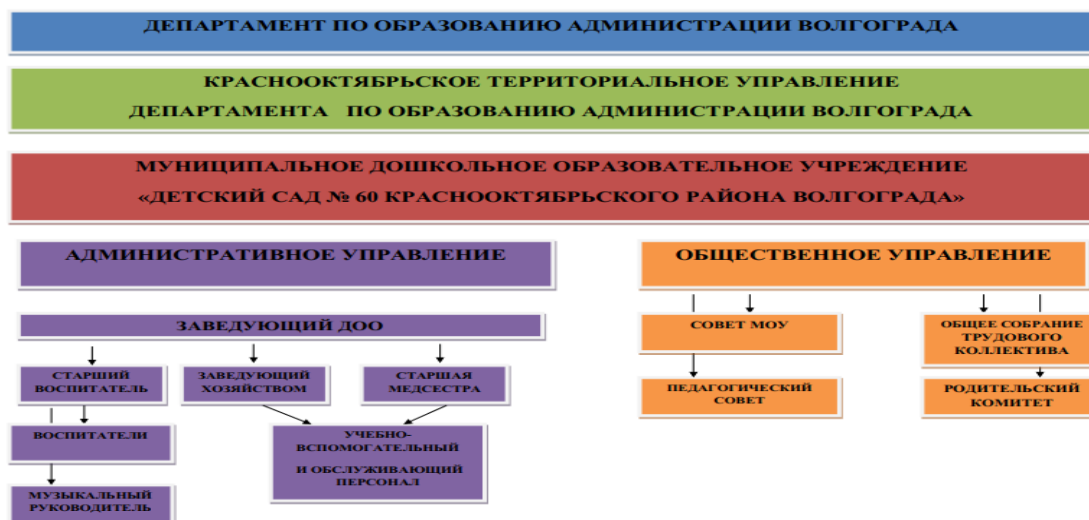 ДЕПАРТАМЕНТ ПО ОБРАЗОВАНИЮ АДМИНИСТРАЦИИ ВОЛГОГРАДА
КРАСНООКТЯБРЬСКОЕ ТЕРРИТОРИАЛЬНОЕ УПРАВЛЕНИЕ
ДЕПАРТАМЕНТА ПО ОБРАЗОВАНИЮ АДМИНИСТРАЦИИ ВОЛГОГРАДА
МУНИЦИПАЛЬНОЕ ДОШКОЛЬНОЕ ОБРАЗОВАТЕЛЬНОЕ УЧРЕЖДЕНИЕ
«ДЕТСКИЙ САД № 60 КРАСНООКТЯБРЬСКОГО РАЙОНА ВОЛГОГРАДА»
АДМИНИСТРАТИВНОЕ УПРАВЛЕНИЕ
ЗАВЕДУЮЩИЙ ДОО
СТАРШИЙ
ВОСПИТАТЕЛЬ
ЗАВЕДУЮЩИЙ
ХОЗЯЙСТВОМ
СТАРШАЯ
МЕДСЕСТРА
ВОСПИТАТЕЛИ
УЧЕБНО-
ВСПОМОГАТЕЛЬНЫЙ
И ОБСЛУЖИВАЮЩИЙ
ПЕРСОНАЛ
МУЗЫКАЛЬНЫЙ
РУКОВОДИТЕЛЬ
ОБЩЕСТВЕННОЕ УПРАВЛЕНИЕ
СОВЕТ МОУ
ОБЩЕЕ СОБРАНИЕ
ТРУДОВОГО
КОЛЛЕКТИВА
ПЕДАГОГИЧЕСКИЙ
СОВЕТ
РОДИТЕЛЬСКИЙ
КОМИТЕТ